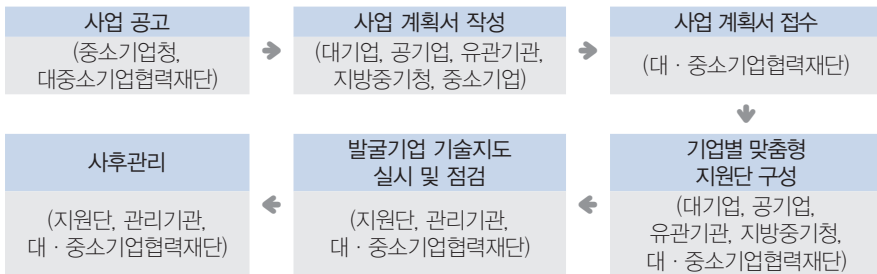 사업 공고
(중소기업청,
대중소기업협력재단)
사업 계획서 작성
(대기업, 공기업, 유관기관,
지방중기청, 중소기업)
사업 계획서 접수
(대 · 중소기업협력재단)
기업별 맞춤형
지원단 구성
(대기업, 공기업,
유관기관, 지방중기청,
대 · 중소기업협력재단)
발굴기업 기술지도
실시 및 점검
(지원단, 관리기관,
대 · 중소기업협력재단)
사후관리
(지원단, 관리기관,
대 · 중소기업협력재단)